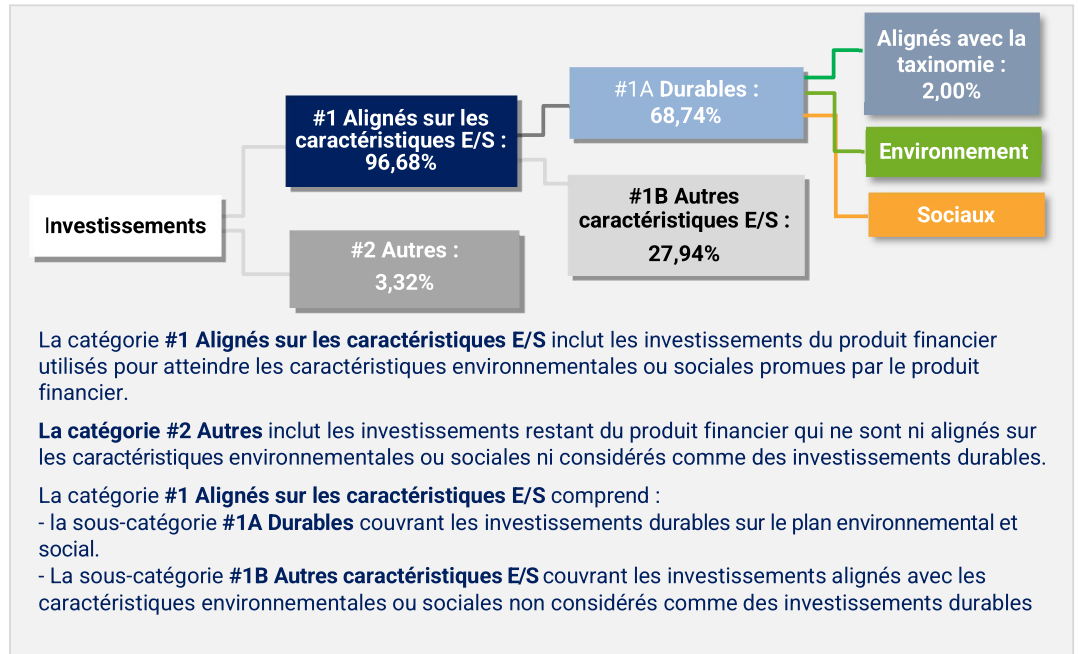 Investissements
#1 Alignés sur les
caractéristiques E/S :
96,68%
#2 Autres :
3,32%
#1A Durables :
68,74%
#1B Autres
caractéristiques E/S :
27,94%
Alignés avec la
taxinomie :
2,00%
Environnement
Sociaux
La catégorie #1 Alignés sur les caractéristiques E/S inclut les investissements du produit financier
utilisés pour atteindre les caractéristiques environnementales ou sociales promues par le produit
financier.
La catégorie #2 Autres inclut les investissements restant du produit financier qui ne sont ni alignés sur
les caractéristiques environnementales ou sociales ni considérés comme des investissements durables.
La catégorie #1 Alignés sur les caractéristiques E/S comprend :
- la sous-catégorie #1A Durables couvrant les investissements durables sur le plan environnemental et
social.
- La sous-catégorie #1B Autres caractéristiques E/S couvrant les investissements alignés avec les
caractéristiques environnementales ou sociales non considérés comme des investissements durables